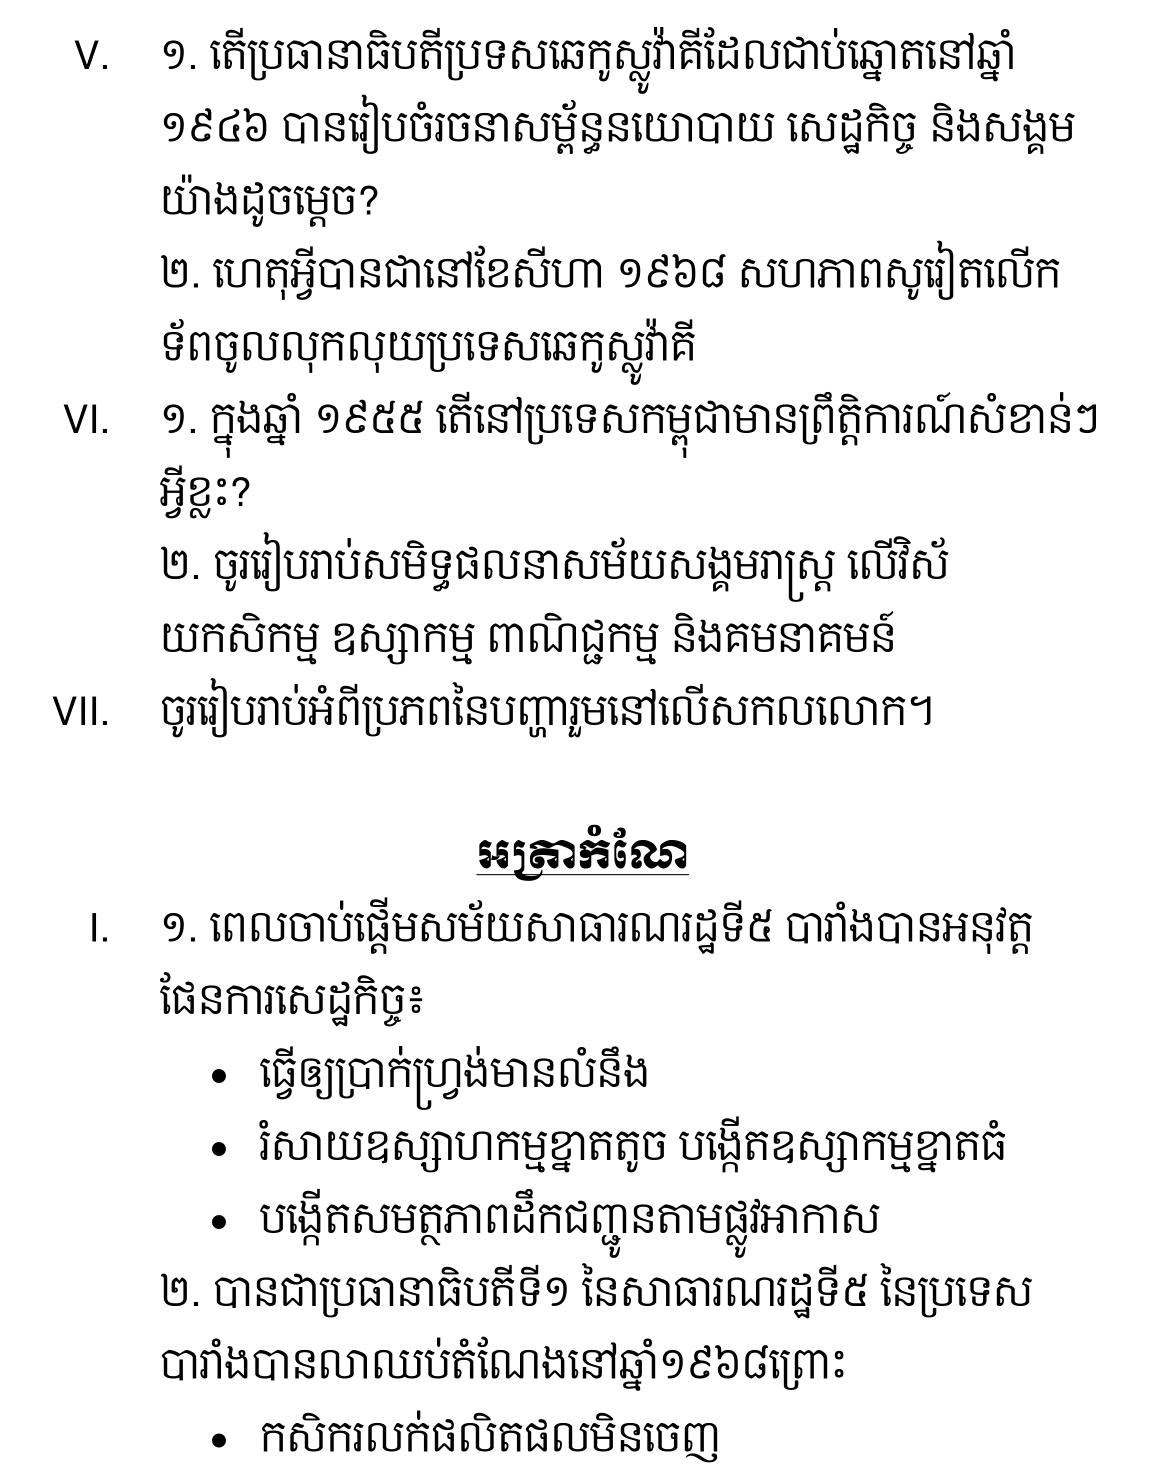 V. ១. តើប្រធានាធិបតីប្រទសឆេកូស្លូវ៉ាគីដែលជាប់ឆ្នោតនៅឆ្នាំ
១៩៤៦ បានរៀបចំរចនាសម្ព័ន្ធនយោបាយ សេដ្ឋកិច្ច និងសង្គម
យ៉ាងដូចម្តេច?
២. ហេតុអ្វីបានជានៅខែសីហា ១៩៦៨ សហភាពសូវៀតលើក
ទ័ពចូលលុកលុយប្រទេសឆេកូស្លូវ៉ាគី
VI. ១. ក្នុងឆ្នាំ ១៩៥៥ តើនៅប្រទេសកម្ពុជាមានព្រឹត្តិការណ៍សំខាន់ៗ
អ្វីខ្លះ?
២. ចូររៀបរាប់សមិទ្ធផលនាសម័យសង្គមរាស្ត្រ លើវិស័
យកសិកម្ម ឧស្សាកម្ម ពាណិជ្ជកម្ម និងគមនាគមន៍
VII. ចូររៀបរាប់អំពីប្រភពនៃបញ្ហារួមនៅលើសកលលោក។
អត្រាកំណែ
I. ១. ពេលចាប់ផ្តើមសម័យសាធារណរដ្ឋទី៥ បារាំងបានអនុវត្ត
ផែនការសេដ្ឋកិច្ច៖
• ធ្វើឲ្យប្រាក់ហ្វ្រង់មានលំនឹង
• រំសាយឧស្សាហកម្មខ្នាតតូច បង្កើតឧស្សាកម្មខ្នាតធំ
• បង្កើតសមត្ថភាពដឹកជញ្ជូនតាមផ្លូវអាកាស
២. បានជាប្រធានាធិបតីទី១ នៃសាធារណរដ្ឋទី៥ នៃប្រទេស
បារាំងបានលាឈប់តំណែងនៅឆ្នាំ១៩៦៨ព្រោះ
• កសិករលក់ផលិតផលមិនចេញ